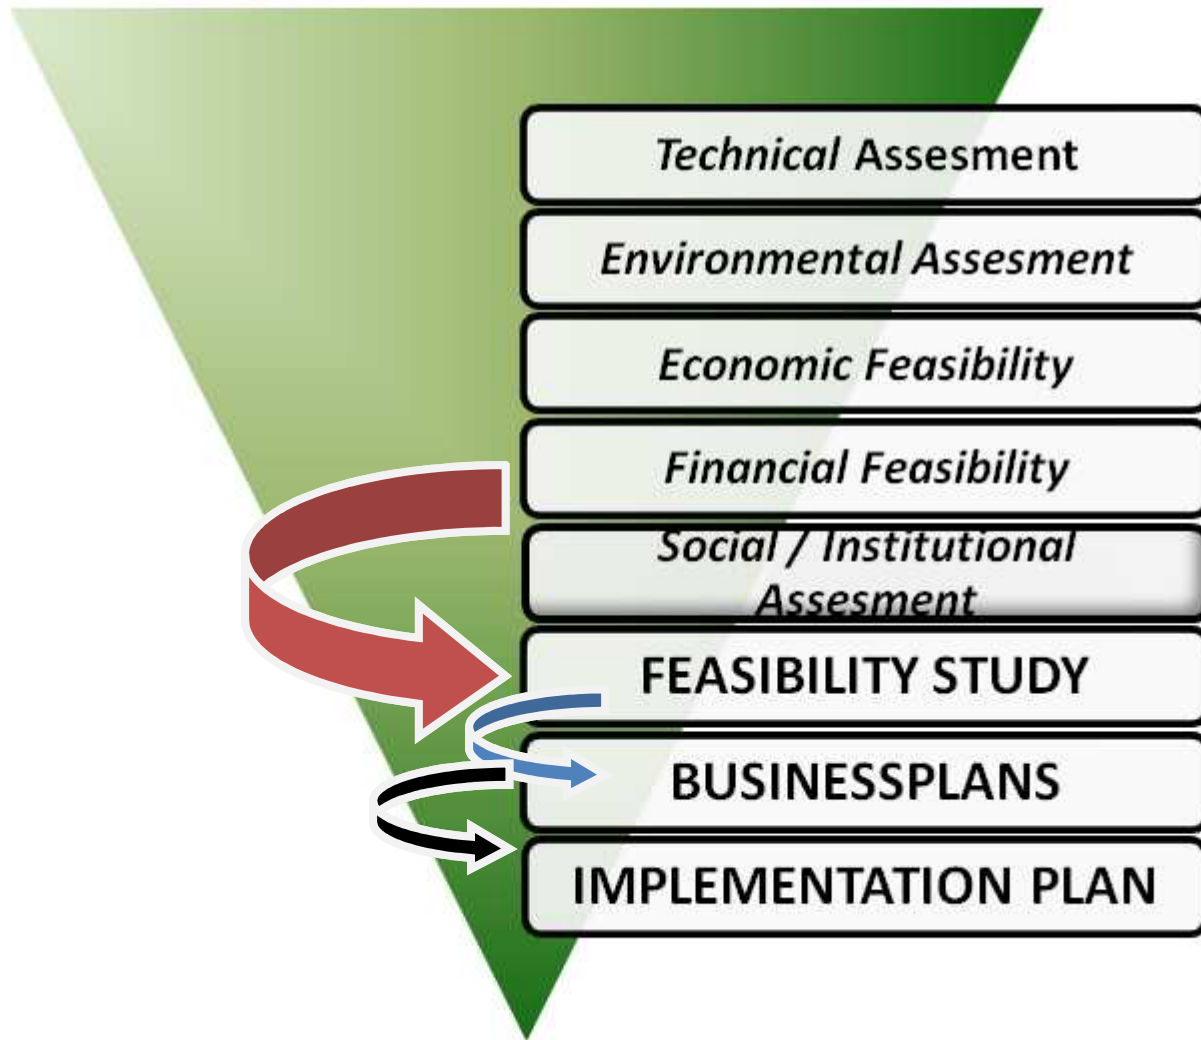 Technical Assesment
Environmental Assesment
Economic Feasibility
Financial Feasibility
Social / Institutional
Assesment
FEASIBILITY STUDY
BUSINESSPLANS
IMPLEMENTATION PLAN